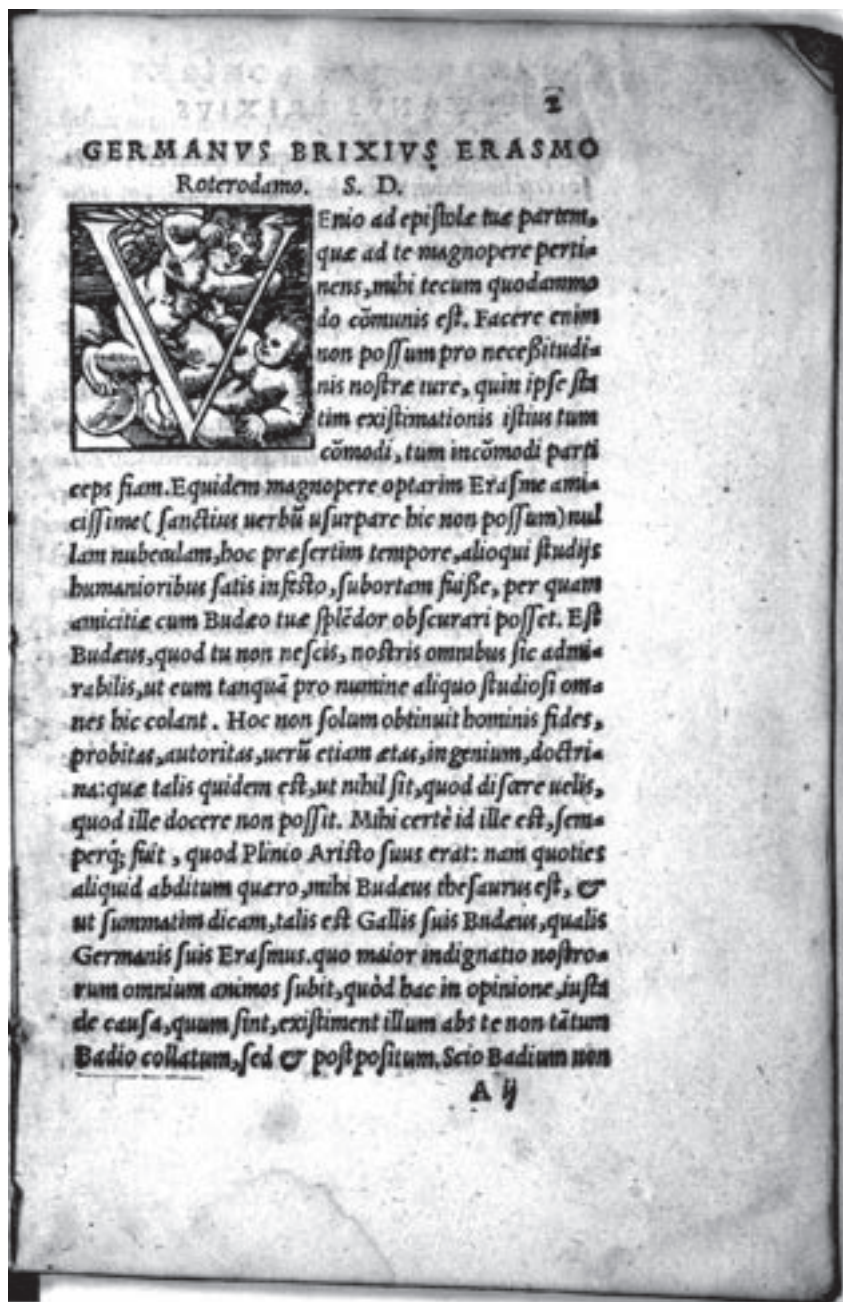 2
GERMANVS BRIXIVS ERASMO
Roterodamo. S. D.
VEnio ad epistolæ tuæ partem,
quæ ad te magnopere perti-
nens, mihi tecum quodammo
do cōmunis est. Facere enim
non possum pro necessitudi-
nis nostræ iure, quin ipse sta
tim existimationis istius tum
cōmodi, tum incōmodi parti
ceps fiam. Equidem magnopere optarim Erasme ami-
cissime( sanctius uerbū usurpare hic non possum) nul
lam nubeculam, hoc præsertim tempore, alioqui studijs
humanioribus satis infesto, subortam fuisse, per quam
amicitiæ cum Budæo tuæ splēdor obscurari posset. Est
Budæus, quod tu non nescis, nostris omnibus sic admi-
rabilis, ut eum tanquā pro numine aliquo studiosi om-
nes hic colant. Hoc non solum obtinuit hominis fides,
probitas, autoritas, uerū etiam ætas, ingenium, doctri-
na: quæ talis quidem est, ut nihil sit, quod discere uelis,
quod ille docere non possit. Mihi certè id ille est, sem-
perq́; fuit , quod Plinio Aristo suus erat: nam quoties
aliquid abditum quæro, mihi Budæus thesaurus est, &
ut summatim dicam, talis est Gallis suis Budæus, qualis
Germanis suis Erasmus. quo maior indignatio nostro-
rum omnium animos subit, quòd hac in opinione, iusta
de causa, quum sint, existiment illum abs te non tātum
Badio collatum, sed & postpositum. Scio Badium non
A ij